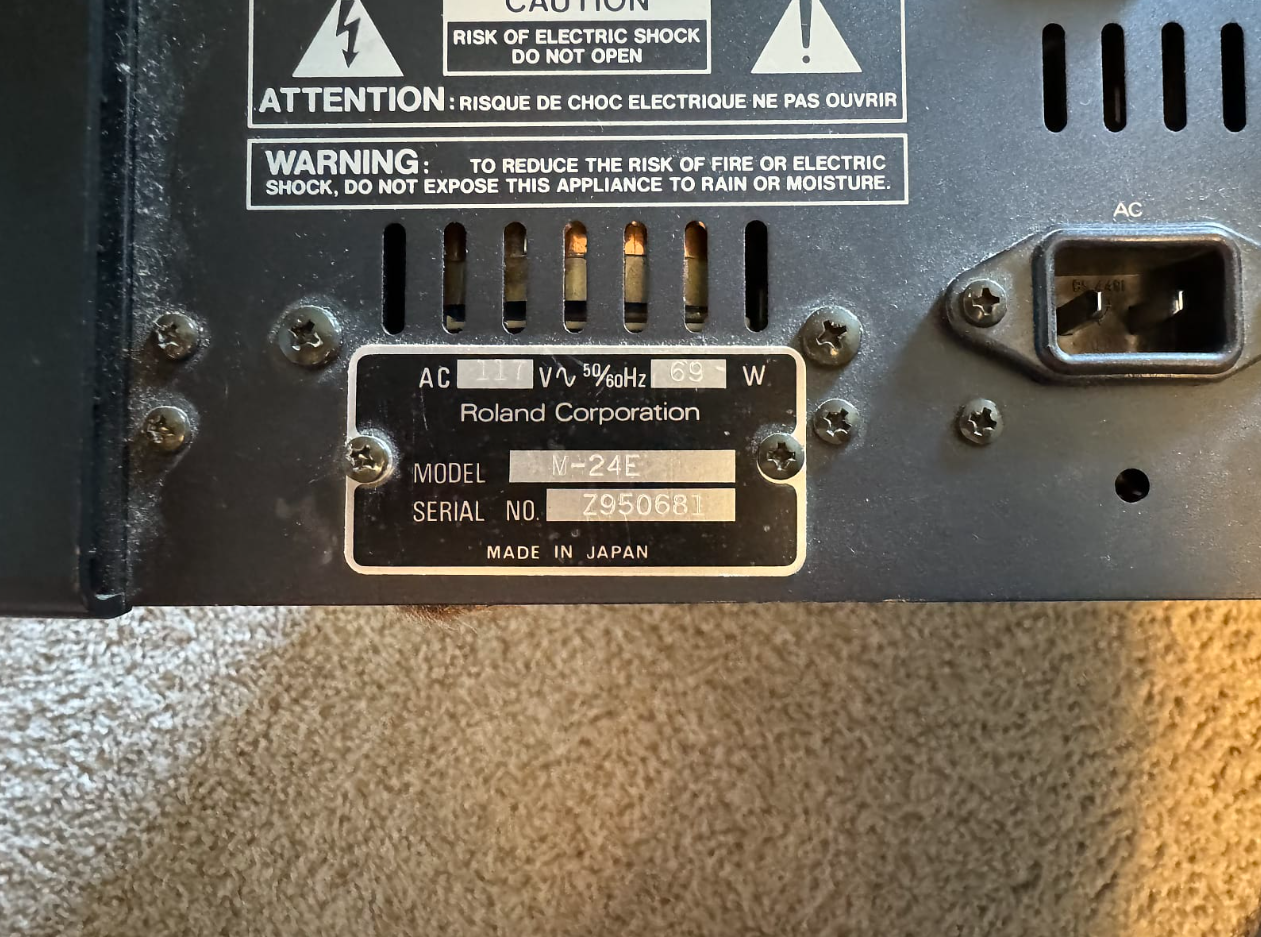 CAUTION
RISK OF ELECTRIC SHOCK
DO NOT OPEN
ATTENTION: RISQUE DE CHOC ELECTRIQUE NE PAS OUVRIR
WARNING: TO REDUCE THE RISK OF FIRE OR ELECTRIC
SHOCK, DO NOT EXPOSE THIS APPLIANCE TO RAIN OR MOISTURE.
AC
AC 117 V∿ 50/60Hz 69 W
Roland Corporation
MODEL M-24E
SERIAL NO. Z950681
MADE IN JAPAN